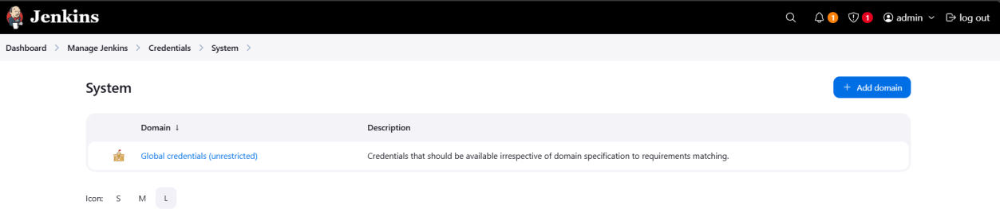 Jenkins 1 1 admin log out
Dashboard Manage Jenkins Credentials System
System
+ Add domain
Domain ↓ Description
Global credentials (unrestricted) Credentials that should be available irrespective of domain specification to requirements matching.
Icon: S M L